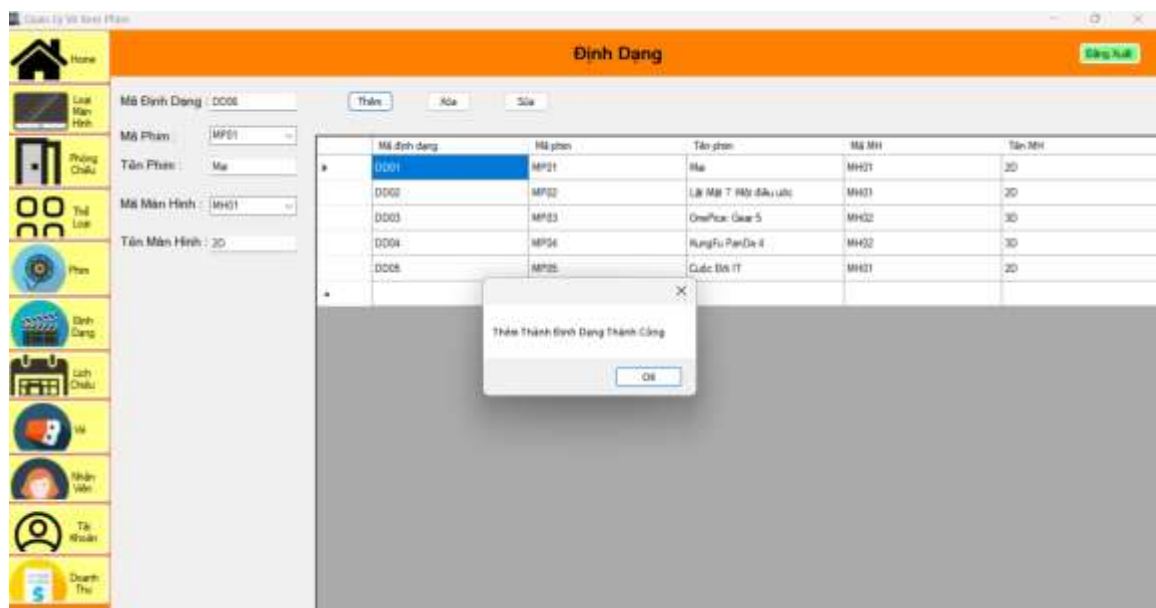 Quản Lý Vé Xem Phim
Home
Định Dạng
Đăng Xuất
Loại
Màn
Hình
Phòng
Chiếu
Thể
Loại
Phim
Định
Dạng
Lịch
Chiếu
Vé
Nhân
Viên
Tài
Khoản
Doanh
Thu
Mã Định Dạng : DD06
Thêm Xóa Sửa
Mã Phim : MP01
Tên Phim : Mai
Mã Màn Hình : MH01
Tên Màn Hình : 2D
Mã định dạng Mã phim Tên phim Mã MH Tên MH
DD01 MP01 Mai MH01 2D
DD02 MP02 Lật Mặt 7: Một điều ước MH01 2D
DD03 MP03 OnePice: Gear 5 MH02 3D
DD04 MP04 KungFu PanDa 4 MH02 3D
DD05 MP05 Cuộc Đời IT MH01 2D
Thêm Thành Định Dạng Thành Công
OK